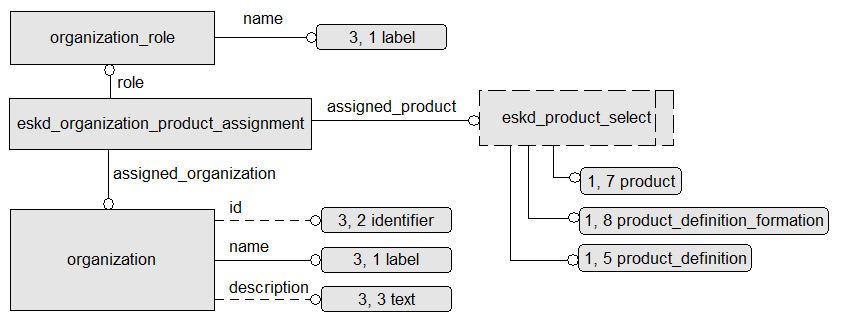 name
organization_role
3, 1 label
role
assigned_product
eskd_product_select
eskd_organization_product_assignment
assigned_organization
1, 7 product
id
3, 2 identifier
1, 8 product_definition_formation
name
organization
3, 1 label
1, 5 product_definition
description
3, 3 text